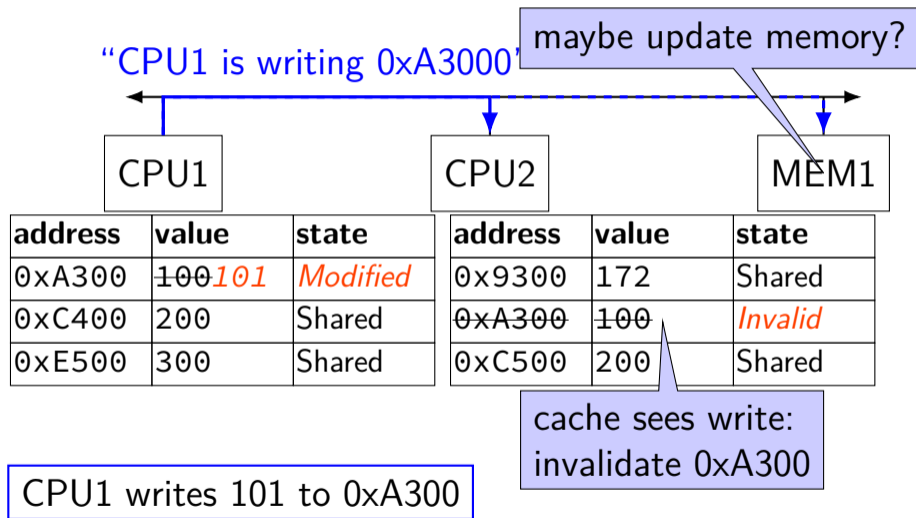 maybe update memory?
“CPU1 is writing 0xA3000”
CPU1
CPU2
MEM1
address value state
0xA300 100101 Modified
0xC400 200 Shared
0xE500 300 Shared
address value state
0x9300 172 Shared
0xA300 100 Invalid
0xC500 200 Shared
cache sees write:
invalidate 0xA300
CPU1 writes 101 to 0xA300